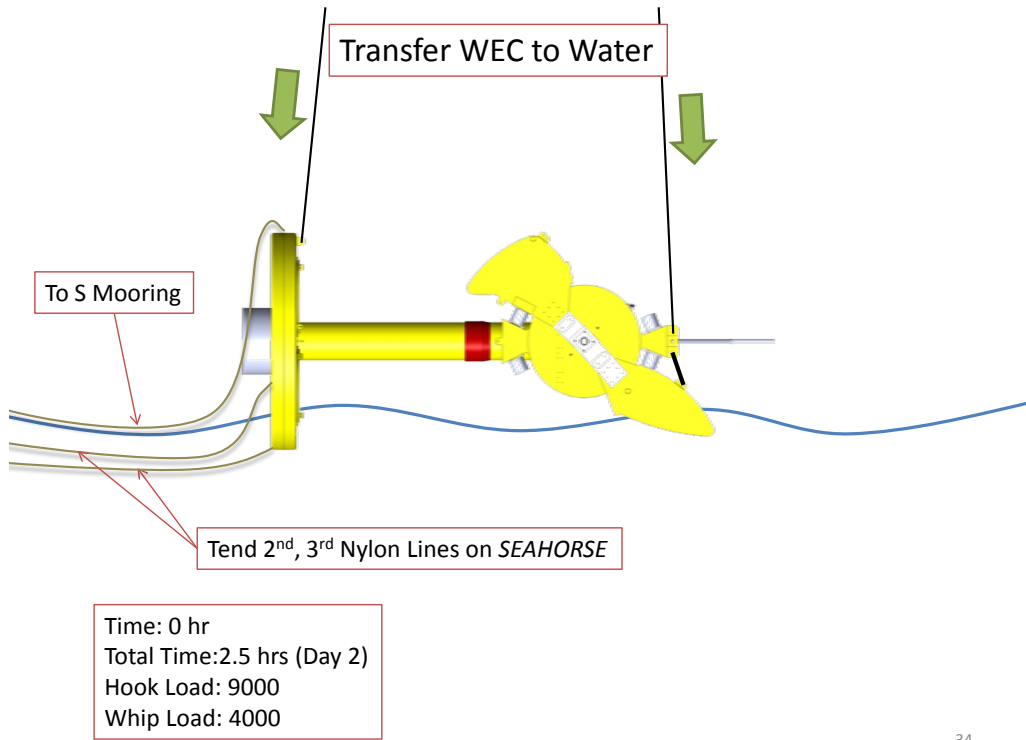 Transfer WEC to Water
To S Mooring
Tend 2nd, 3rd Nylon Lines on SEAHORSE
Time: 0 hr
Total Time:2.5 hrs (Day 2)
Hook Load: 9000
Whip Load: 4000
34